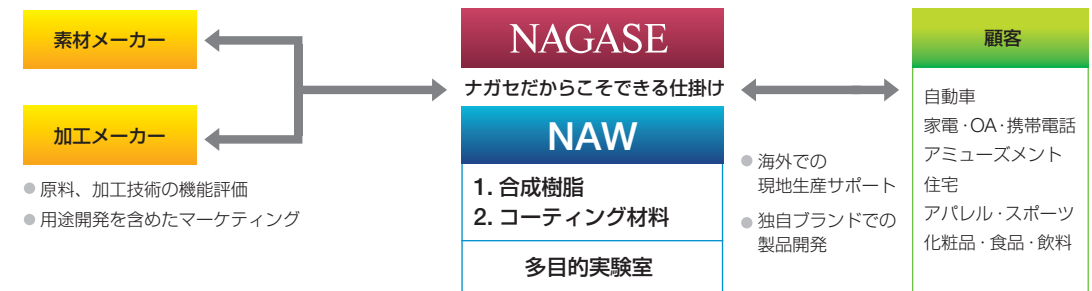 素材メーカー
加工メーカー
● 原料、加工技術の機能評価
● 用途開発を含めたマーケティング
NAGASE
ナガセだからこそできる仕掛け
NAW
1. 合成樹脂
2. コーティング材料
多目的実験室
● 海外での
現地生産サポート
● 独自ブランドでの
製品開発
顧客
自動車
家電・OA・携帯電話
アミューズメント
住宅
アパレル・スポーツ
化粧品・食品・飲料